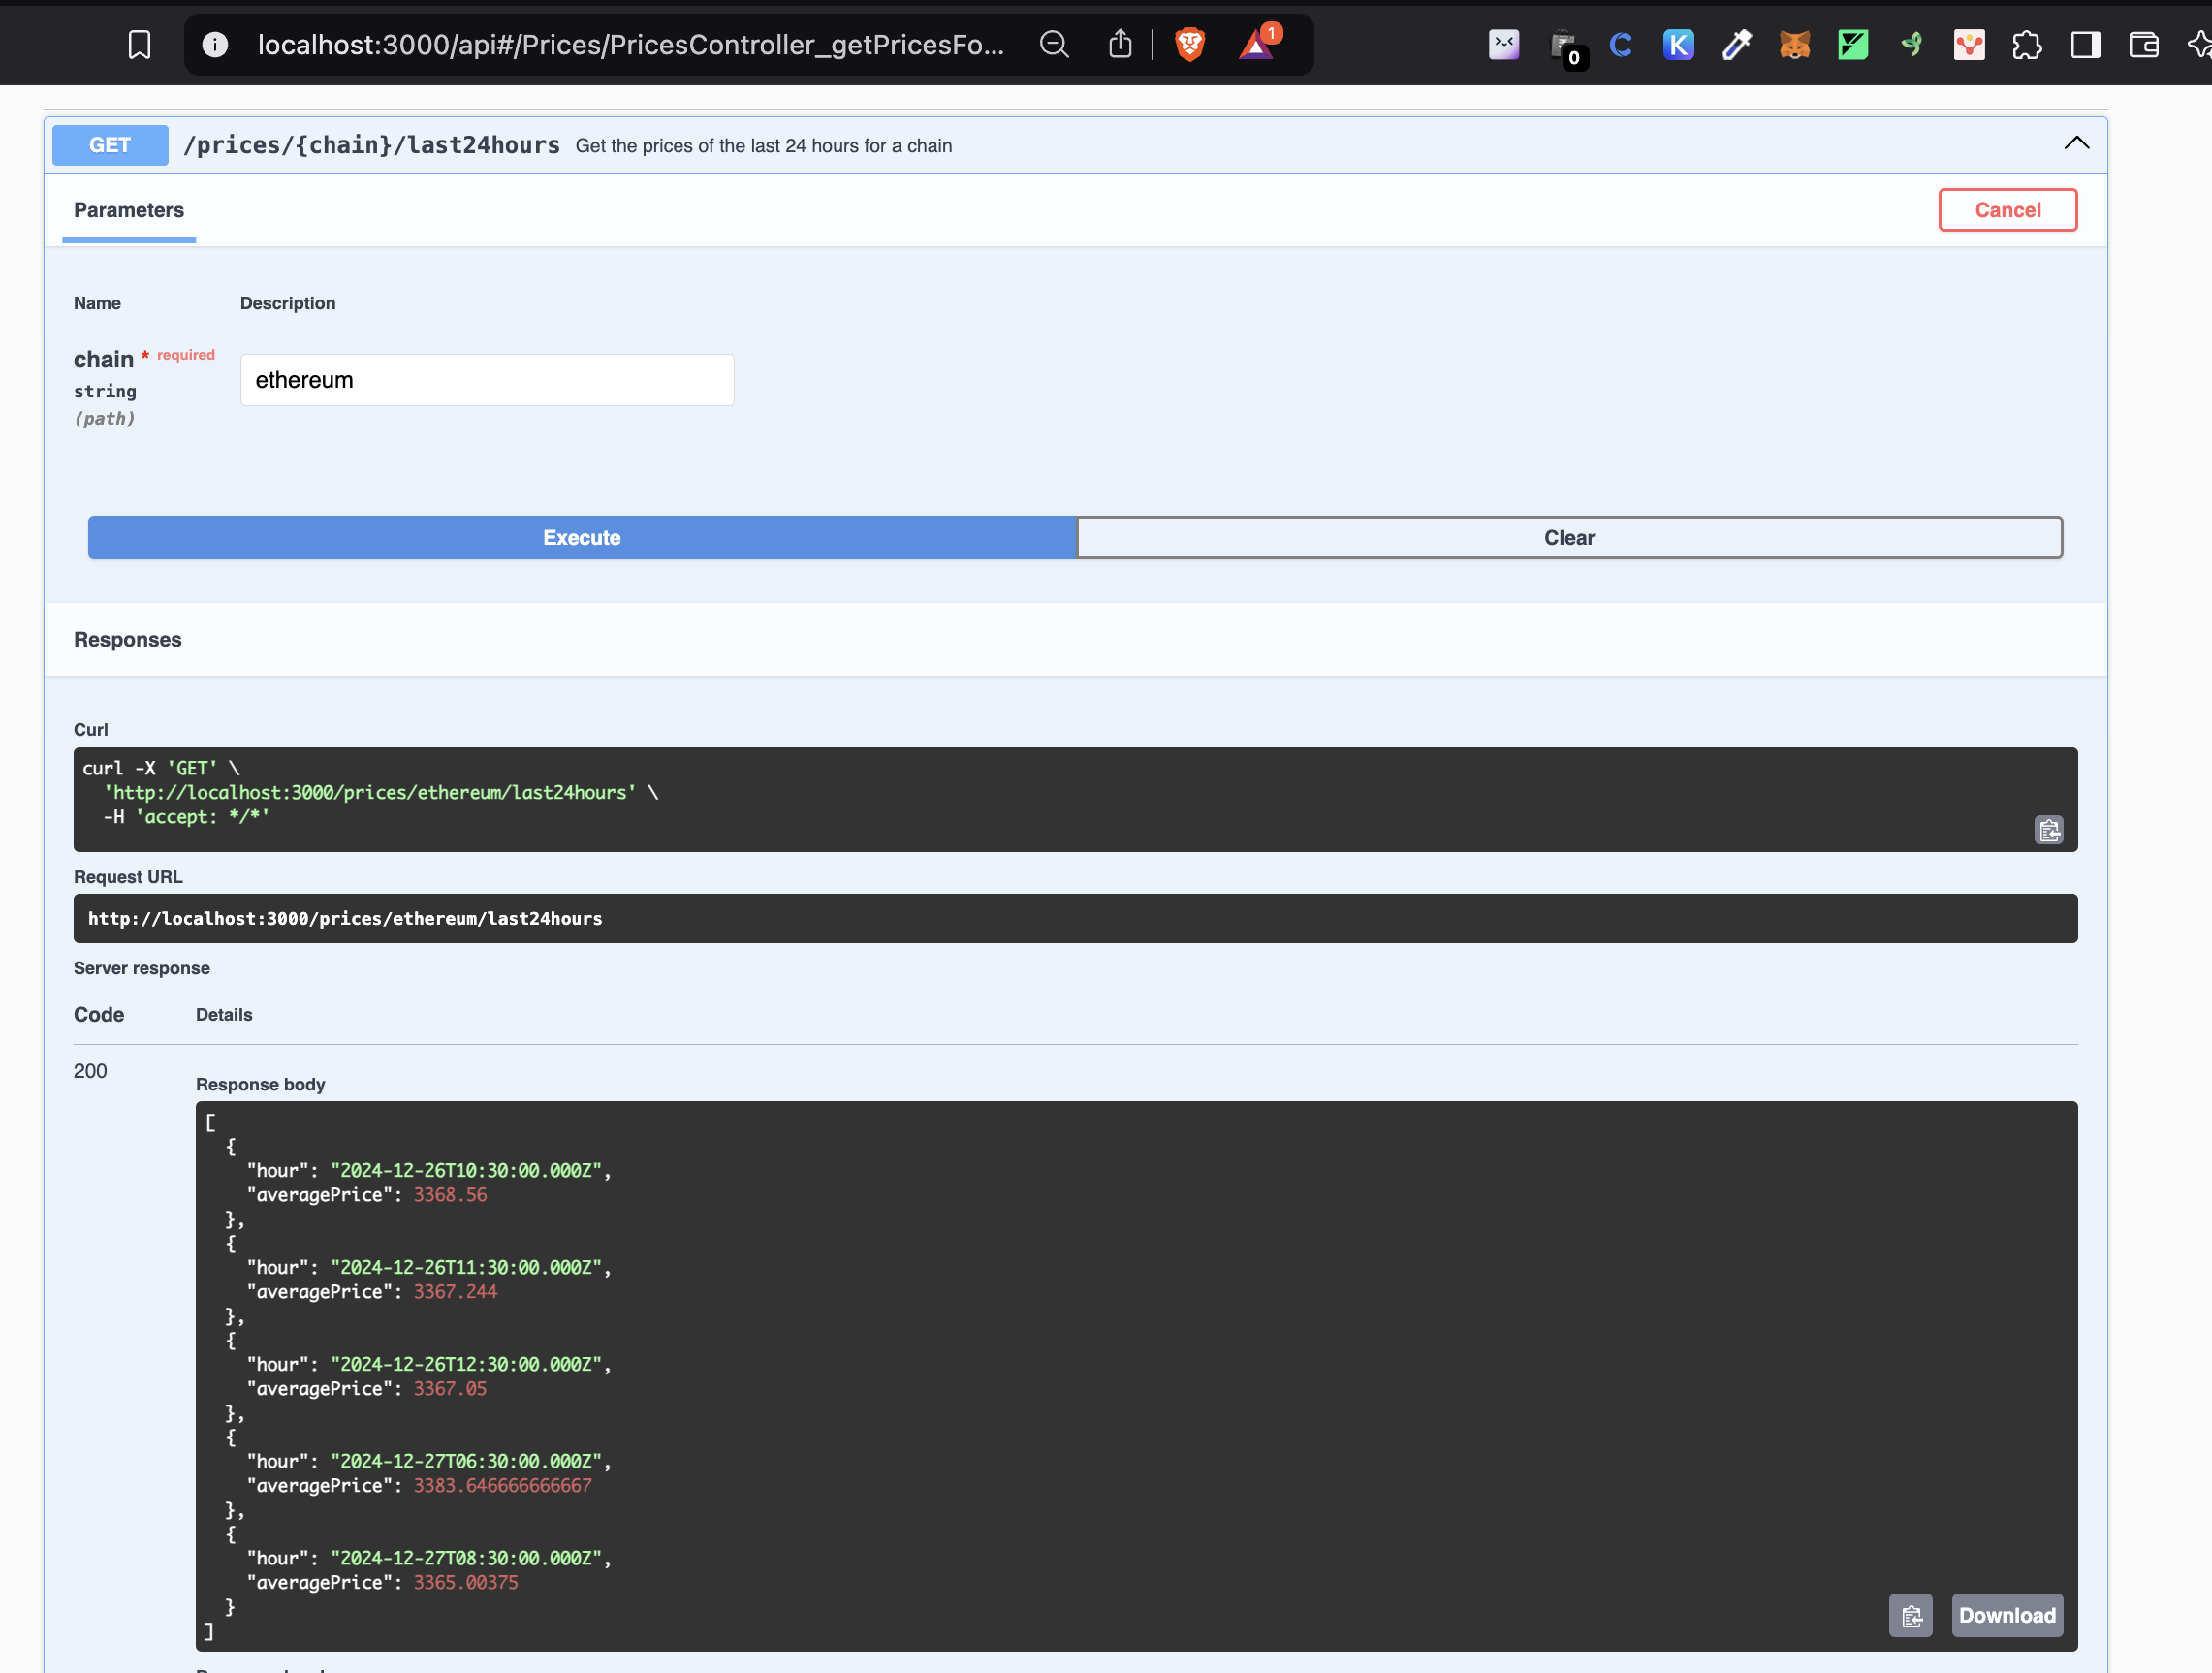 localhost:3000/api#/Prices/PricesController_getPricesFo...
1
0
C
K
GET /prices/{chain}/last24hours Get the prices of the last 24 hours for a chain
Parameters
Cancel
Name Description
chain * required
string
(path)
ethereum
Execute
Clear
Responses
Curl
curl -X 'GET' \
'http://localhost:3000/prices/ethereum/last24hours' \
-H 'accept: */*'
Request URL
http://localhost:3000/prices/ethereum/last24hours
Server response
Code Details
200
Response body
[
{
"hour": "2024-12-26T10:30:00.000Z",
"averagePrice": 3368.56
},
{
"hour": "2024-12-26T11:30:00.000Z",
"averagePrice": 3367.244
},
{
"hour": "2024-12-26T12:30:00.000Z",
"averagePrice": 3367.05
},
{
"hour": "2024-12-27T06:30:00.000Z",
"averagePrice": 3383.646666666667
},
{
"hour": "2024-12-27T08:30:00.000Z",
"averagePrice": 3365.00375
}
]
Download